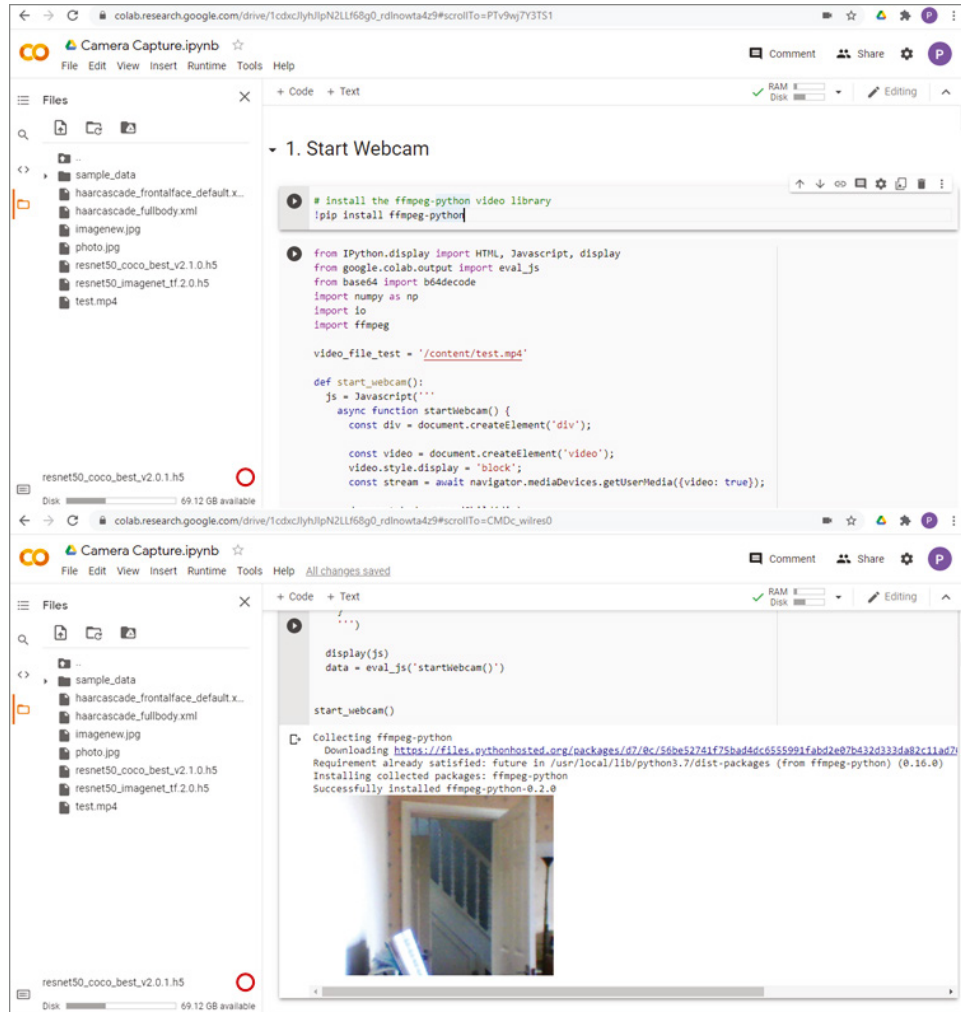 colab.research.google.com/drive/1cdxcJlyhJlpN2LLf68g0_rdlnowta4z9#scrollTo=PTv9wj7Y3TS1
P
Camera Capture.ipynb
File Edit View Insert Runtime Tools Help
Comment Share P
Files
+ Code + Text
RAM
Disk
Editing
..
sample_data
haarcascade_frontalface_default.x...
haarcascade_fullbody.xml
imagenew.jpg
photo.jpg
resnet50_coco_best_v2.1.0.h5
resnet50_imagenet_tf.2.0.h5
test.mp4
resnet50_coco_best_v2.0.1.h5
Disk 69.12 GB available
1. Start Webcam
# install the ffmpeg-python video library
!pip install ffmpeg-python
from IPython.display import HTML, Javascript, display
from google.colab.output import eval_js
from base64 import b64decode
import numpy as np
import io
import ffmpeg
video_file_test = '/content/test.mp4'
def start_webcam():
js = Javascript('''
async function startWebcam() {
const div = document.createElement('div');
const video = document.createElement('video');
video.style.display = 'block';
const stream = await navigator.mediaDevices.getUserMedia({video: true});
colab.research.google.com/drive/1cdxcJlyhJlpN2LLf68g0_rdlnowta4z9#scrollTo=CMDc_wilres0
P
Camera Capture.ipynb
File Edit View Insert Runtime Tools Help All changes saved
Comment Share P
Files
+ Code + Text
RAM
Disk
Editing
..
sample_data
haarcascade_frontalface_default.x...
haarcascade_fullbody.xml
imagenew.jpg
photo.jpg
resnet50_coco_best_v2.1.0.h5
resnet50_imagenet_tf.2.0.h5
test.mp4
resnet50_coco_best_v2.0.1.h5
Disk 69.12 GB available
}
''')
display(js)
data = eval_js('startWebcam()')
start_webcam()
Collecting ffmpeg-python
Downloading https://files.pythonhosted.org/packages/d7/0c/56be52741f75bad4dc6555991fabd2e07b432d333da82c11ad70
Requirement already satisfied: future in /usr/local/lib/python3.7/dist-packages (from ffmpeg-python) (0.16.0)
Installing collected packages: ffmpeg-python
Successfully installed ffmpeg-python-0.2.0